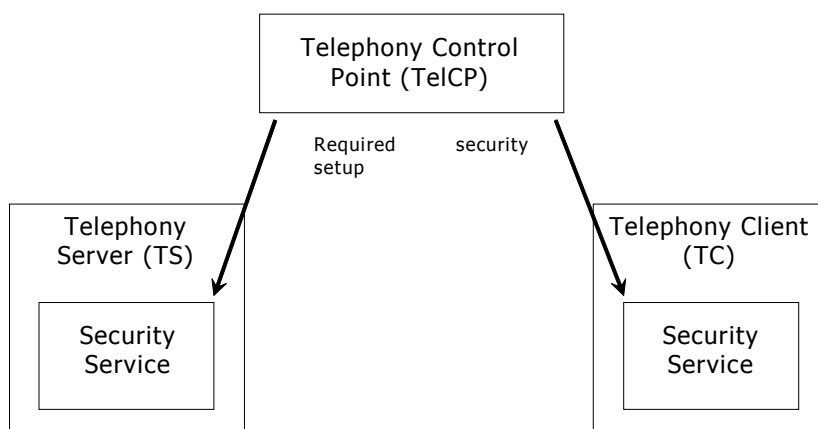 Telephony Control
Point (TelCP)
Required security
setup
Telephony
Server (TS)
Telephony Client
(TC)
Security
Service
Security
Service